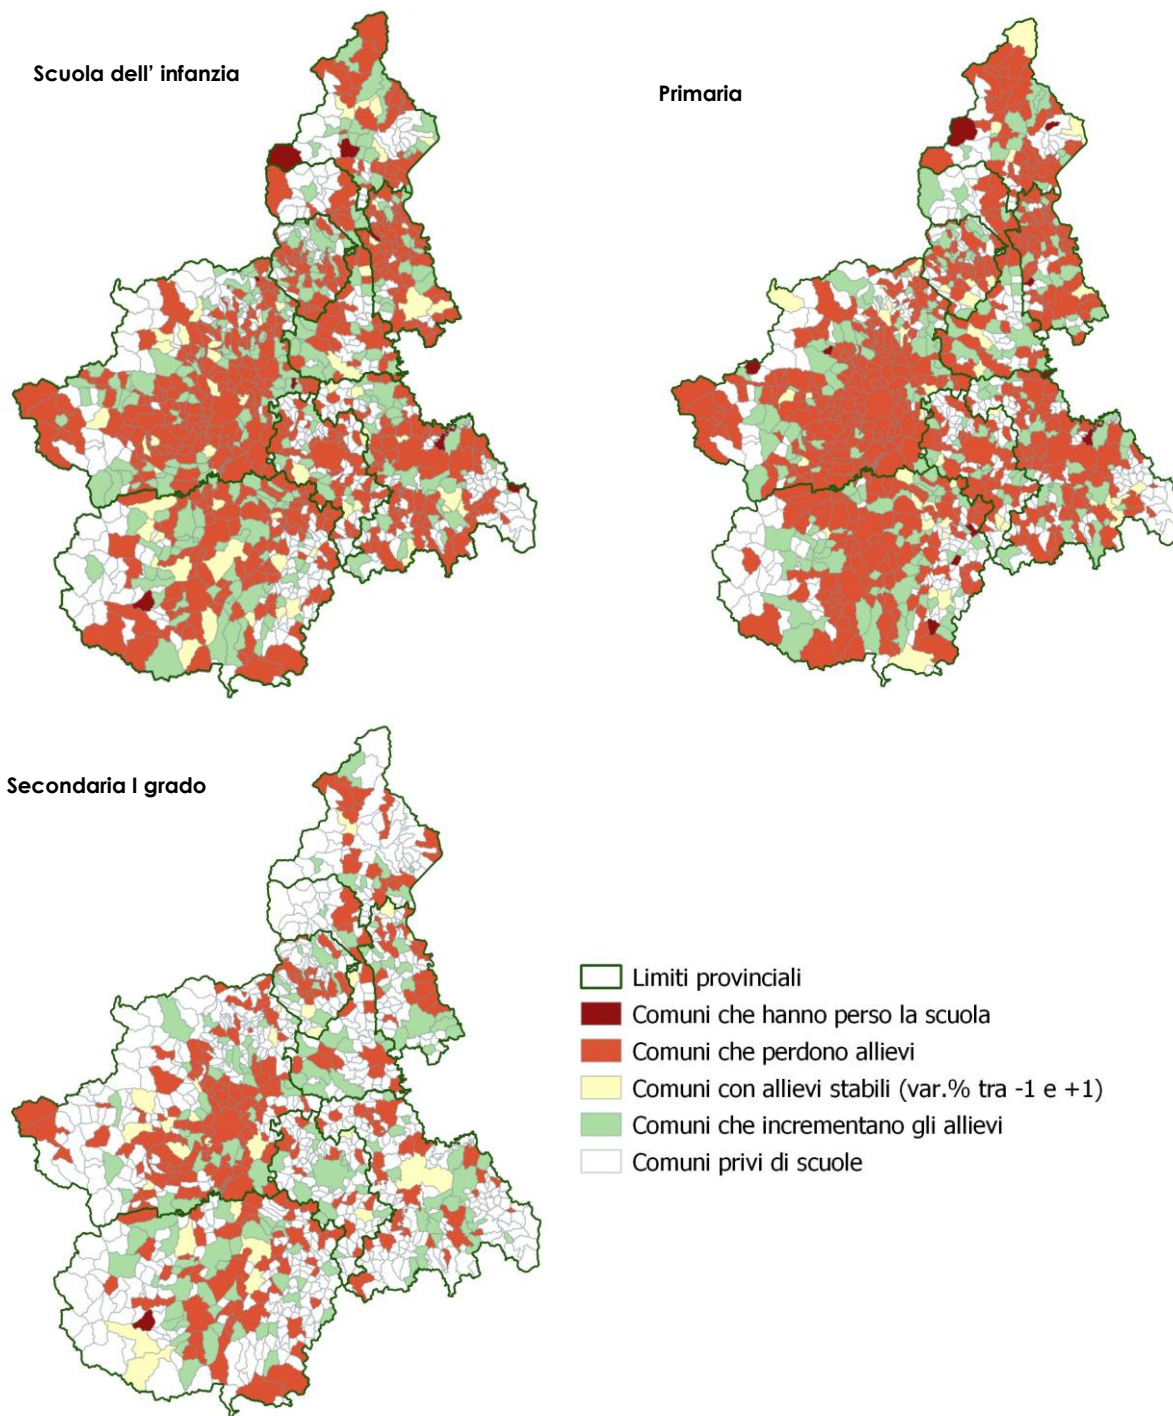 Scuola dell’ infanzia
Primaria
Secondaria I grado
Limiti provinciali
Comuni che hanno perso la scuola
Comuni che perdono allievi
Comuni con allievi stabili (var.% tra -1 e +1)
Comuni che incrementano gli allievi
Comuni privi di scuole